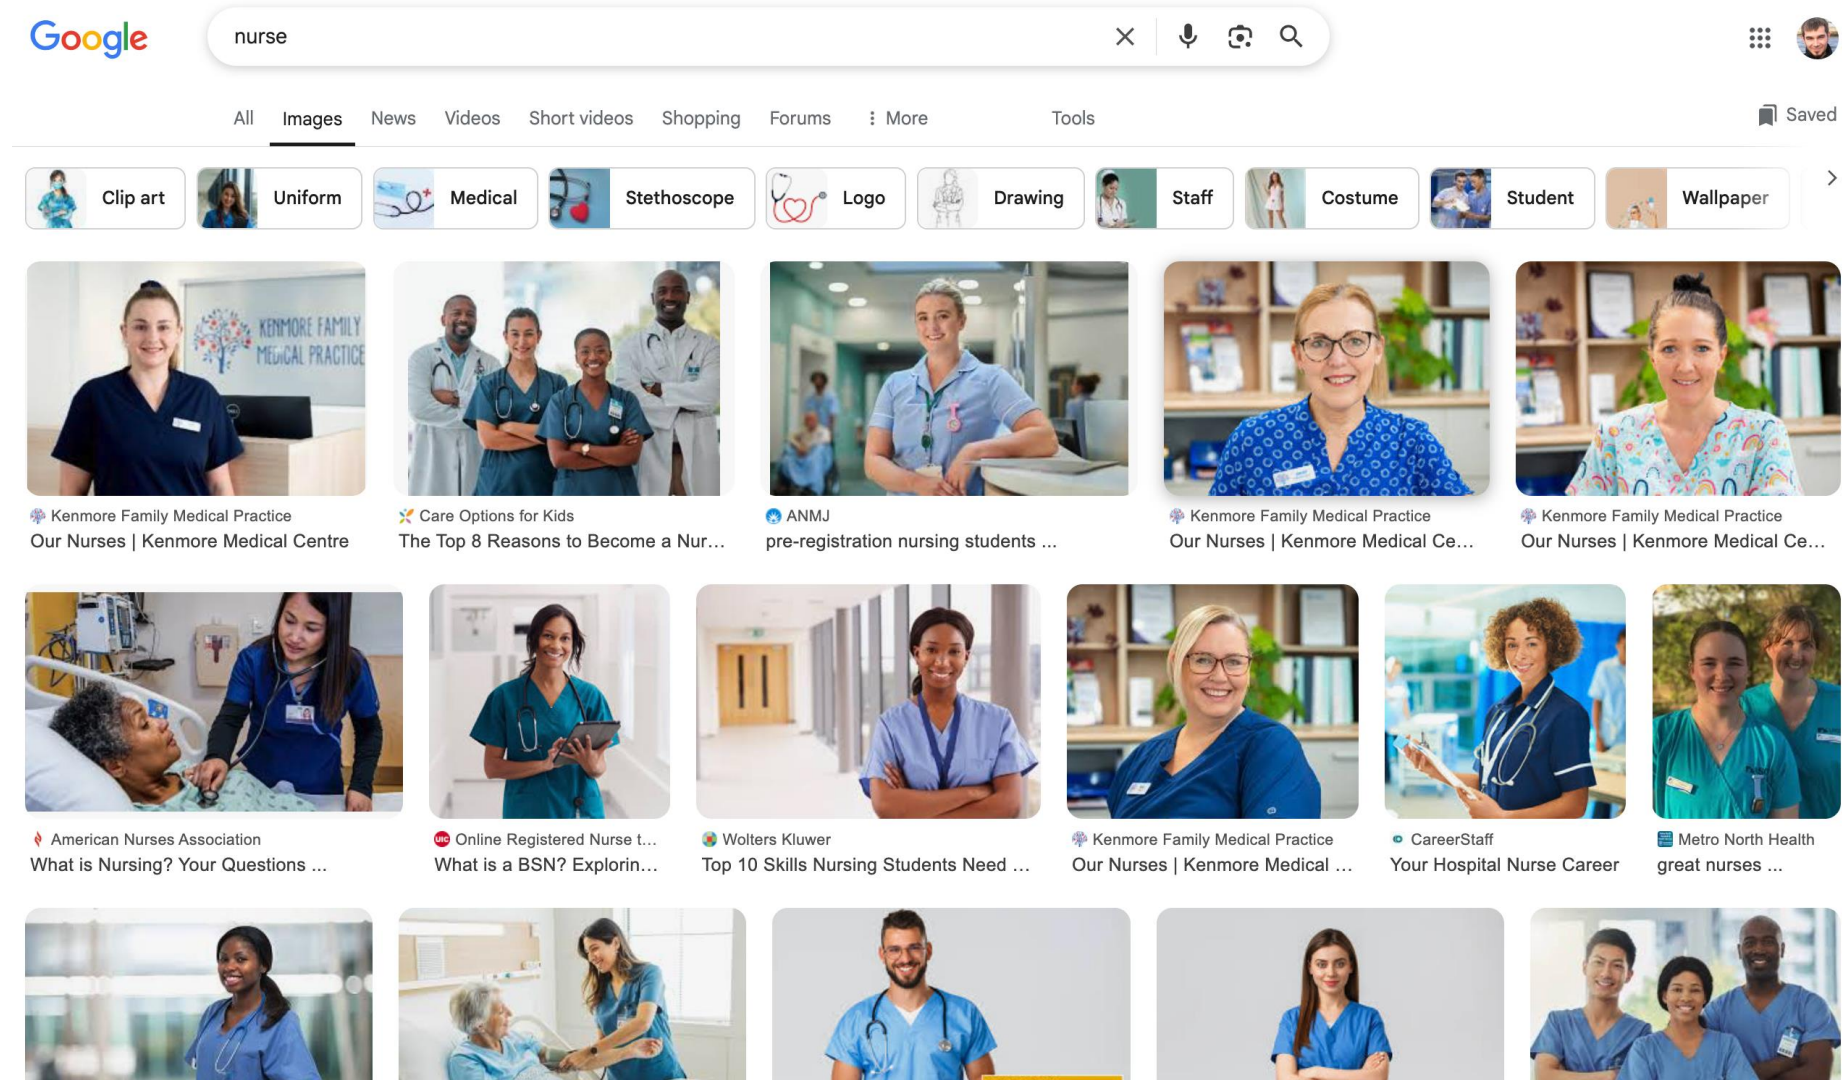 Google
nurse
All Images News Videos Short videos Shopping Forums More Tools
Saved
Clip art Uniform Medical Stethoscope Logo Drawing Staff Costume Student Wallpaper
KENMORE FAMILY
MEDICAL PRACTICE
Kenmore Family Medical Practice
Our Nurses | Kenmore Medical Centre
Care Options for Kids
The Top 8 Reasons to Become a Nur...
ANMJ
pre-registration nursing students ...
Kenmore Family Medical Practice
Our Nurses | Kenmore Medical Ce...
Kenmore Family Medical Practice
Our Nurses | Kenmore Medical Ce...
American Nurses Association
What is Nursing? Your Questions ...
UIC
Online Registered Nurse t...
What is a BSN? Explorin...
Wolters Kluwer
Top 10 Skills Nursing Students Need ...
Kenmore Family Medical Practice
Our Nurses | Kenmore Medical ...
CareerStaff
Your Hospital Nurse Career
Metro North Health
great nurses ...